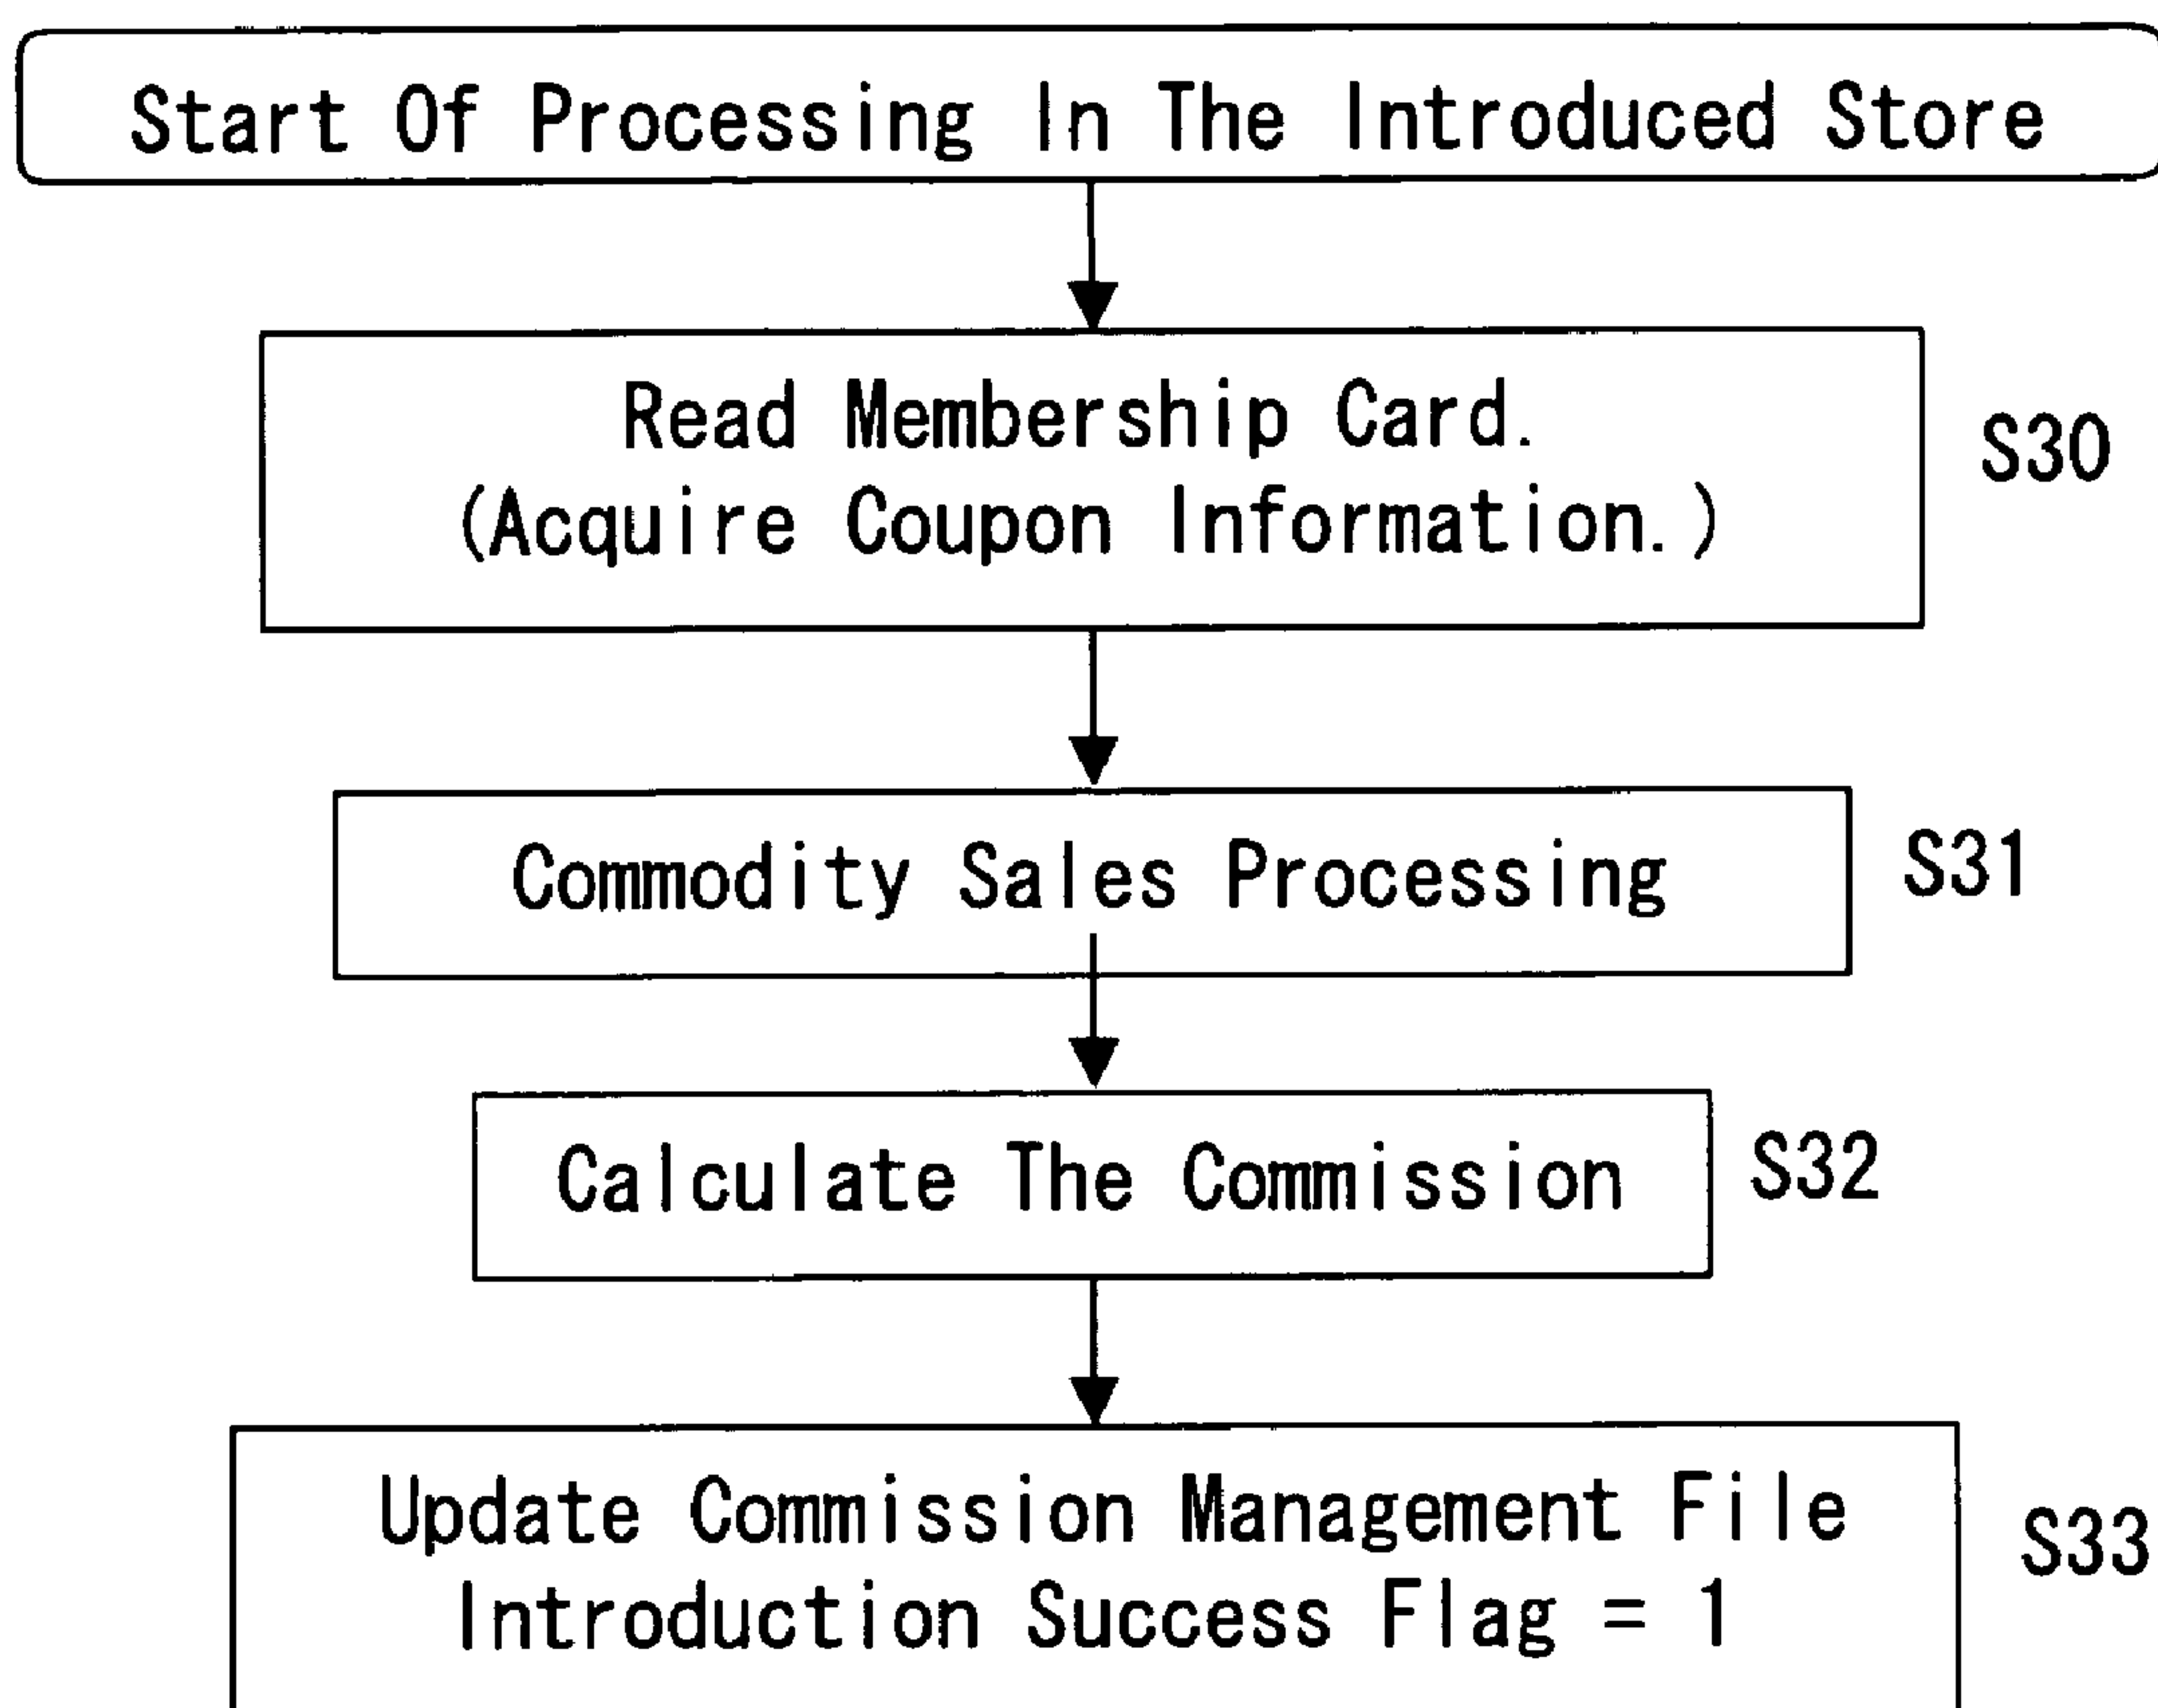 Start Of Processing In The Introduced Store
Read Membership Card.
(Acquire Coupon Information.)
S30
Commodity Sales Processing
S31
Calculate The Commission
S32
Update Commission Management File
Introduction Success Flag = 1
S33